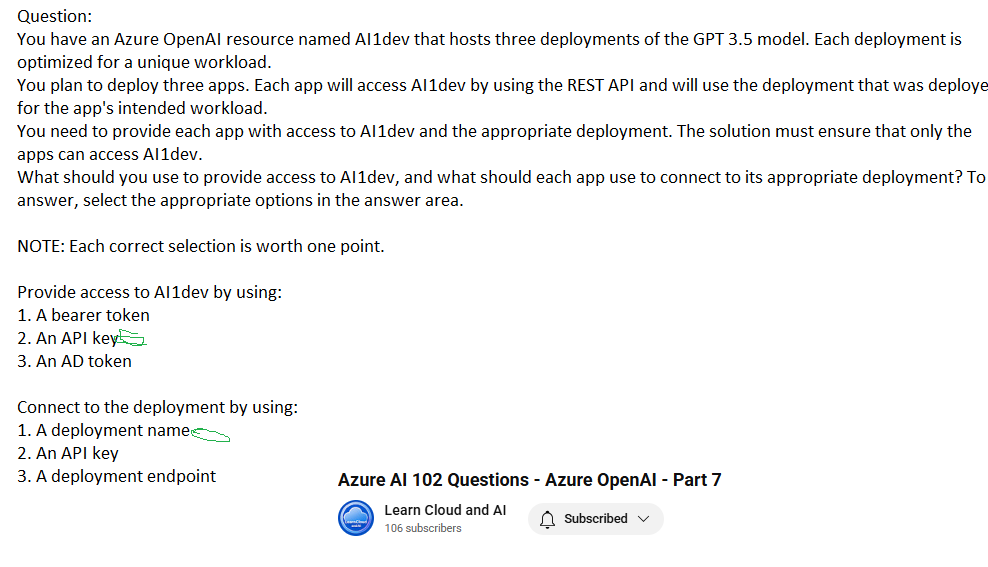 Question:
You have an Azure OpenAI resource named AI1dev that hosts three deployments of the GPT 3.5 model. Each deployment is
optimized for a unique workload.
You plan to deploy three apps. Each app will access AI1dev by using the REST API and will use the deployment that was deploye
for the app's intended workload.
You need to provide each app with access to AI1dev and the appropriate deployment. The solution must ensure that only the
apps can access AI1dev.
What should you use to provide access to AI1dev, and what should each app use to connect to its appropriate deployment? To
answer, select the appropriate options in the answer area.
NOTE: Each correct selection is worth one point.
Provide access to AI1dev by using:
1. A bearer token
2. An API key
3. An AD token
Connect to the deployment by using:
1. A deployment name
2. An API key
3. A deployment endpoint
Azure AI 102 Questions - Azure OpenAI - Part 7
Learn Cloud and AI
106 subscribers
Subscribed